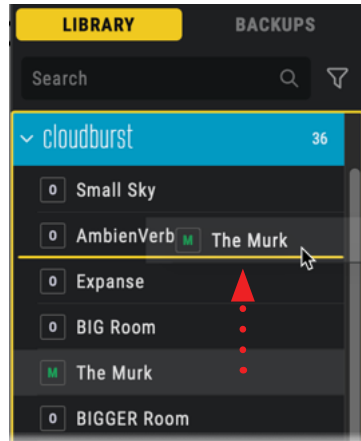 LIBRARY BACKUPS
Search
cloudburst 36
O Small Sky
O AmbienVerb M The Murk
O Expanse
O BIG Room
M The Murk
O BIGGER Room